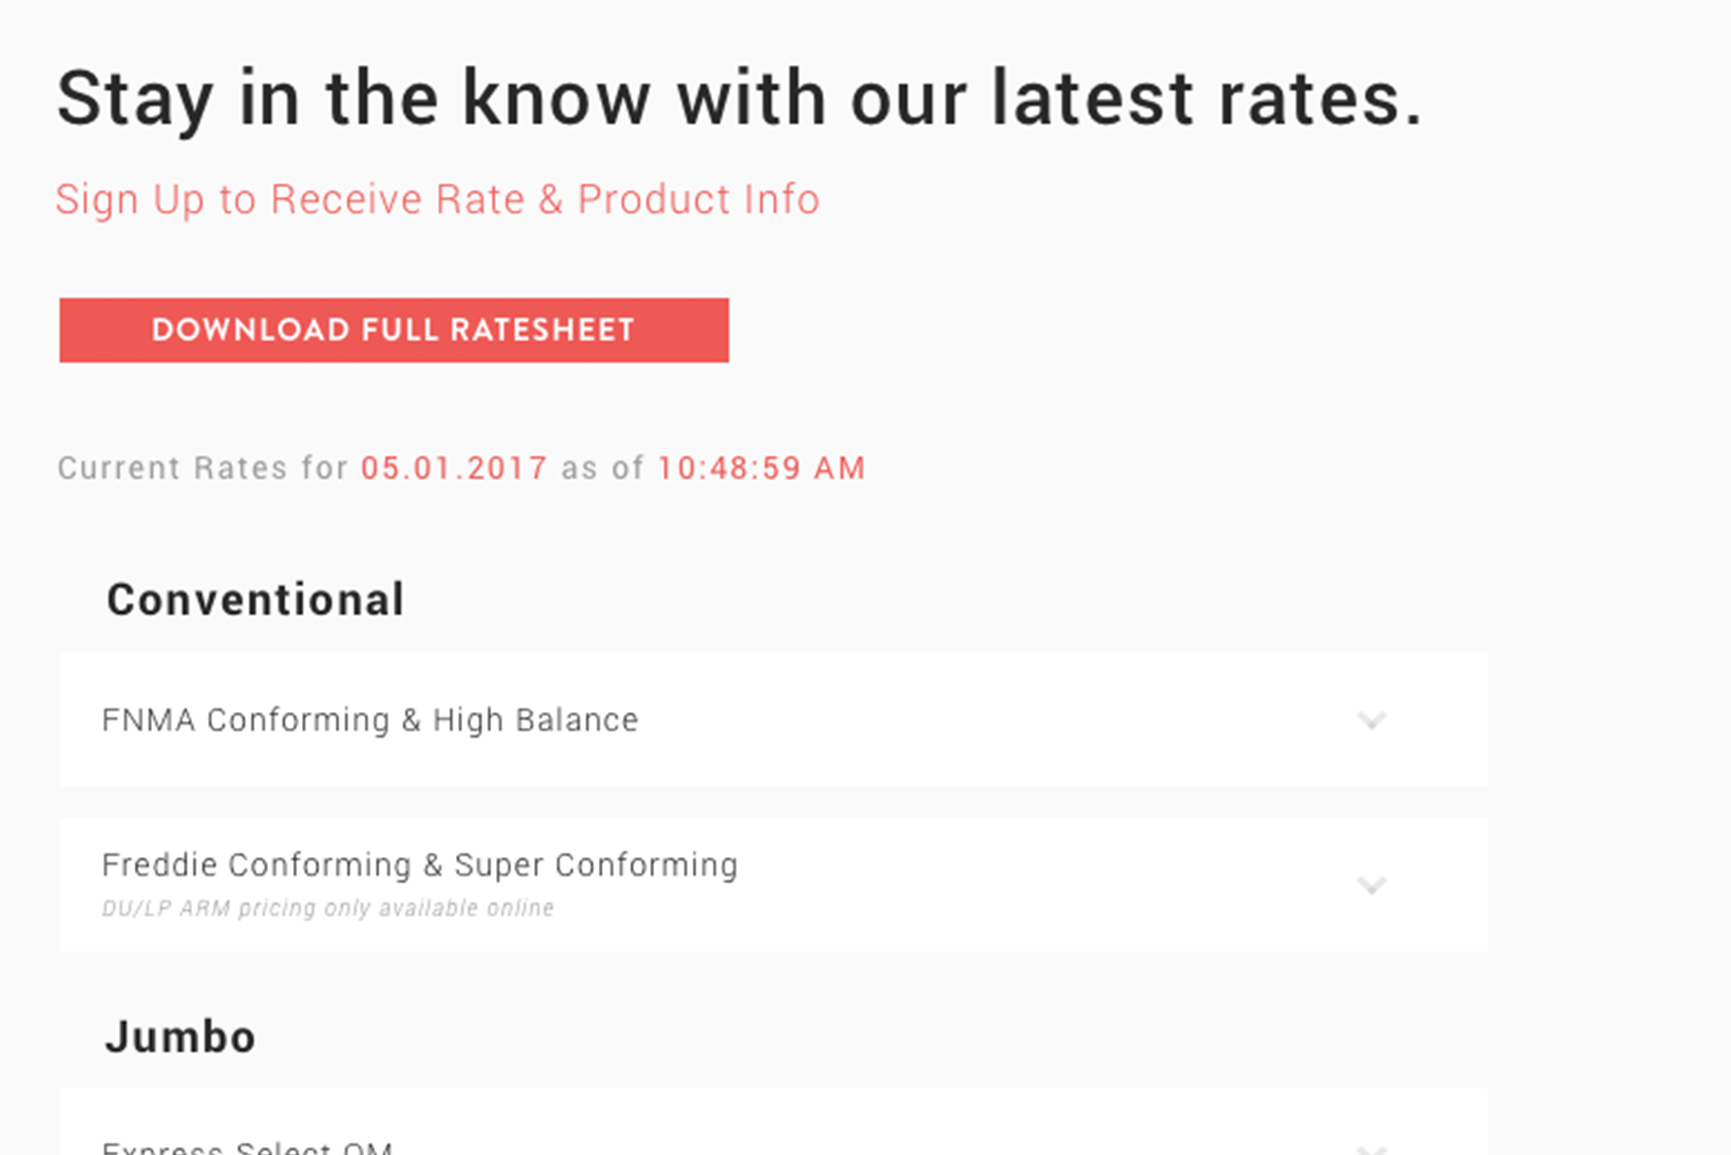 Stay in the know with our latest rates.
Sign Up to Receive Rate & Product Info
DOWNLOAD FULL RATESHEET
Current Rates for 05.01.2017 as of 10:48:59 AM
Conventional
FNMA Conforming & High Balance
Freddie Conforming & Super Conforming
DU/LP ARM pricing only available online
Jumbo
Express Select QM